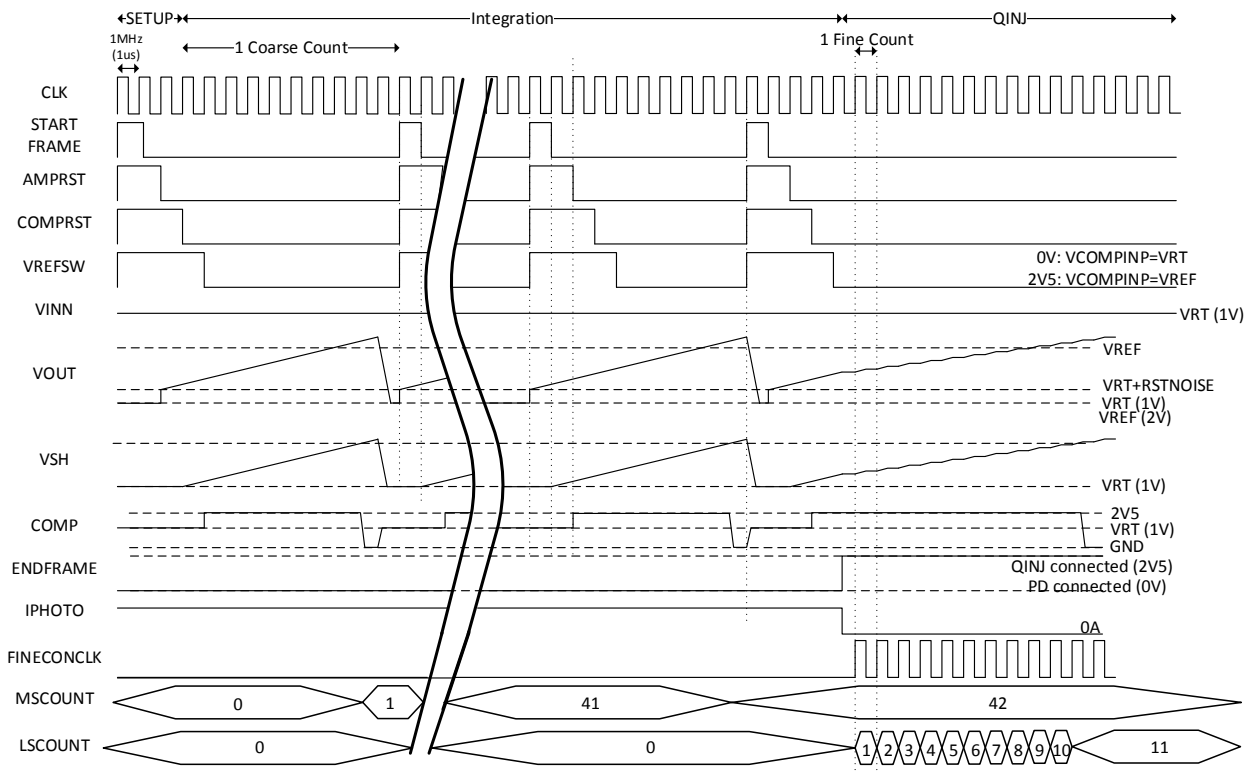 SETUP Integration QINJ
1MHz
(1us)
1 Coarse Count
1 Fine Count
CLK
START
FRAME
AMPRST
COMPRST
VREFSW
0V: VCOMPINP=VRT
2V5: VCOMPINP=VREF
VINN
VRT (1V)
VOUT
VREF
VRT+RSTNOISE
VRT (1V)
VREF (2V)
VSH
VRT (1V)
COMP
2V5
VRT (1V)
GND
ENDFRAME
QINJ connected (2V5)
PD connected (0V)
IPHOTO
0A
FINECONCLK
MSCOUNT 0 1 41 42
LSCOUNT 0 0 1 2 3 4 5 6 7 8 9 10 11